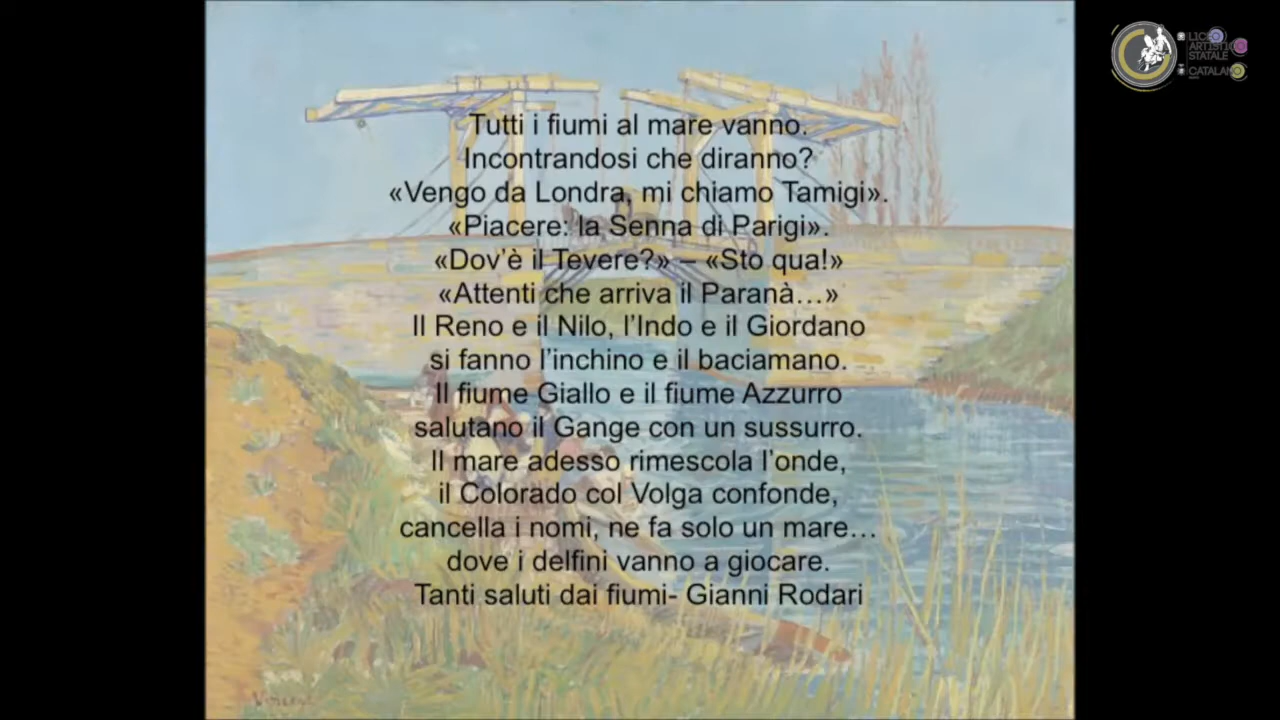 LICEO
ARTISTICO
STATALE
CATALANO
Tutti i fiumi al mare vanno.
Incontrandosi che diranno?
«Vengo da Londra, mi chiamo Tamigi».
«Piacere: la Senna di Parigi».
«Dov’è il Tevere?» – «Sto qua!»
«Attenti che arriva il Paranà…»
Il Reno e il Nilo, l’Indo e il Giordano
si fanno l’inchino e il baciamano.
Il fiume Giallo e il fiume Azzurro
salutano il Gange con un sussurro.
Il mare adesso rimescola l’onde,
il Colorado col Volga confonde,
cancella i nomi, ne fa solo un mare…
dove i delfini vanno a giocare.
Tanti saluti dai fiumi- Gianni Rodari
Vincent